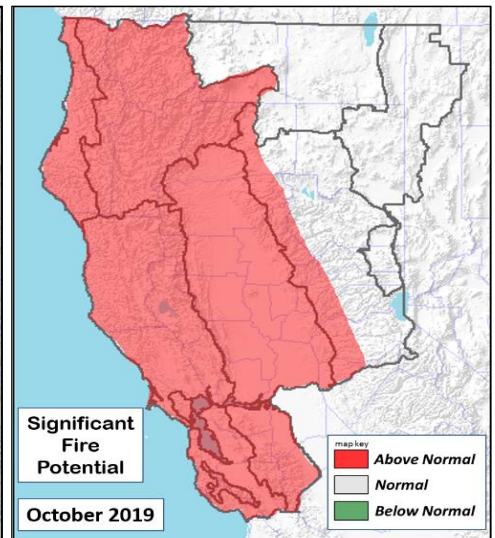 Significant
Fire
Potential
October 2019
map key
Above Normal
Normal
Below Normal